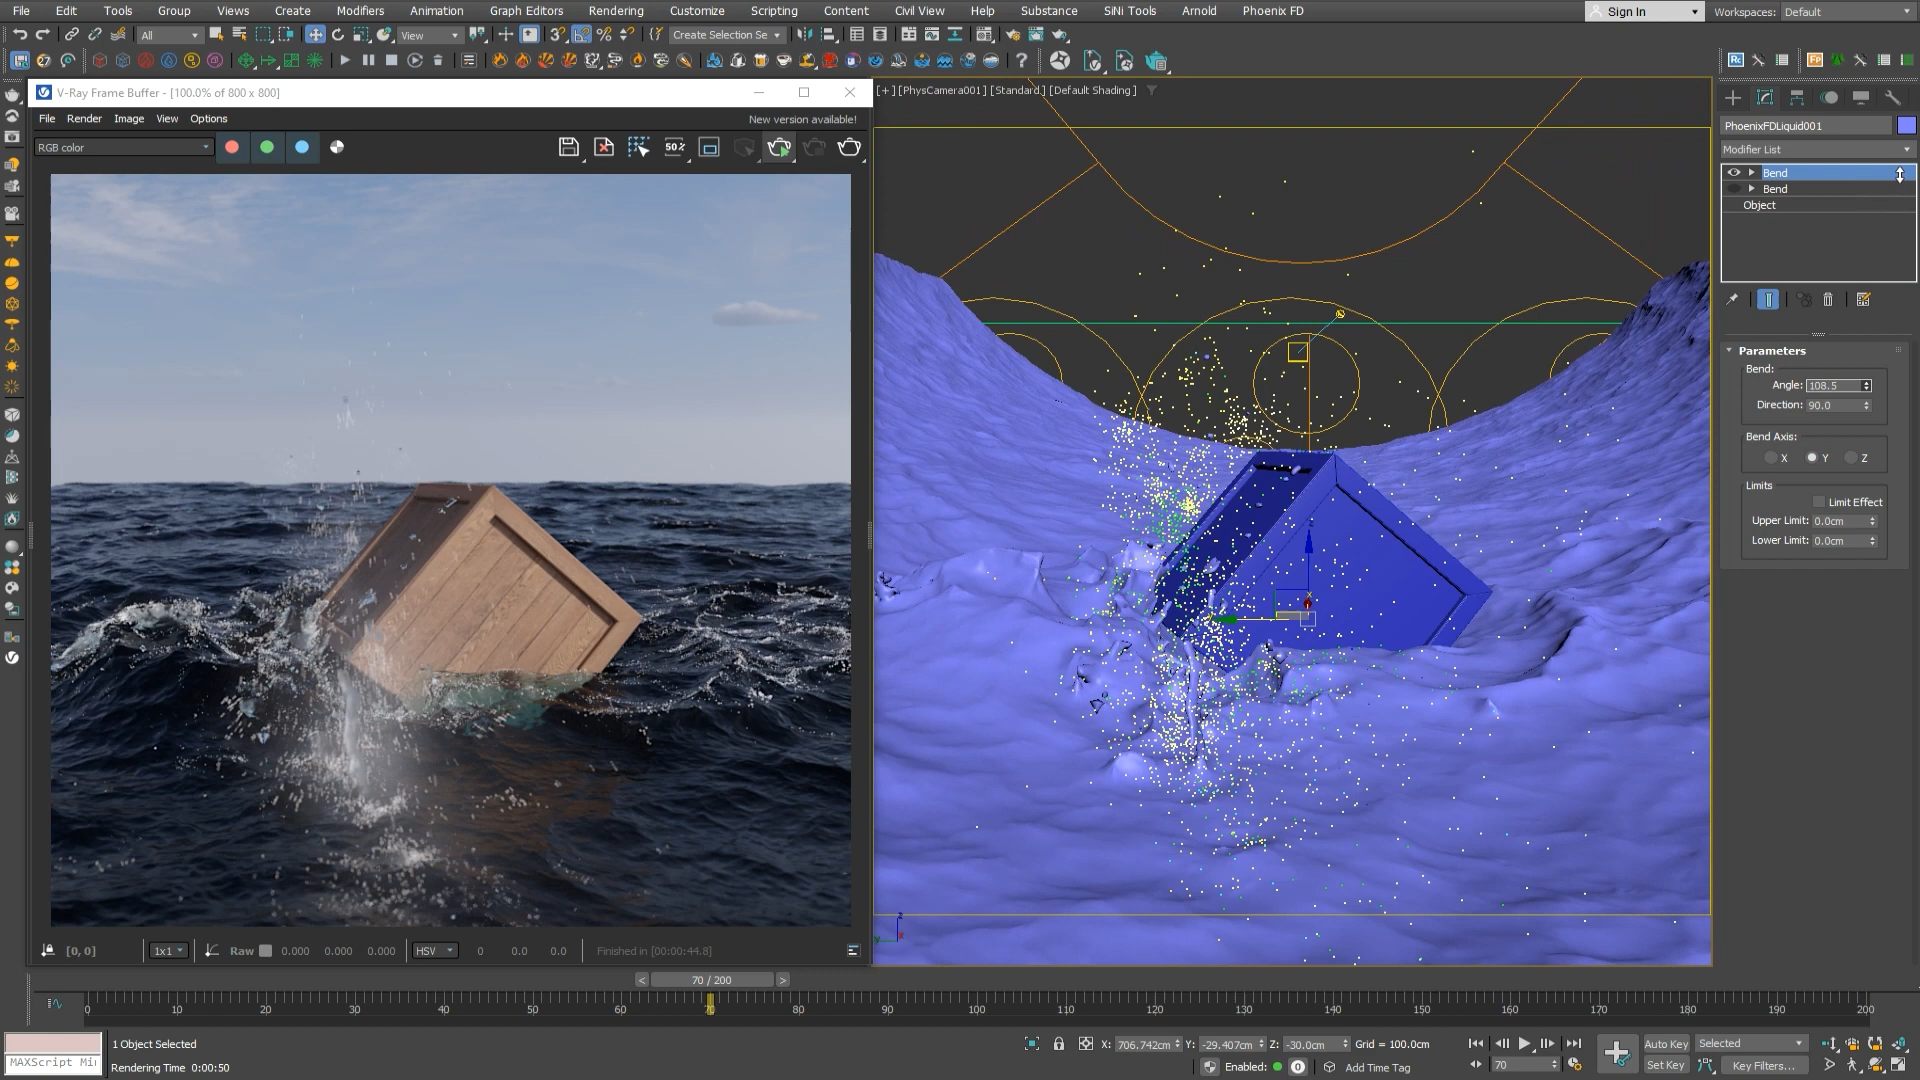 File Edit Tools Group Views Create Modifiers Animation Graph Editors Rendering Customize Scripting Content Civil View Help Substance SiNi Tools Arnold Phoenix FD Sign In Workspaces: Default
All View Create Selection Se
V-Ray Frame Buffer - [100.0% of 800 x 800]
File Render Image View Options New version available!
RGB color 50%
[+] [PhysCamera001] [Standard] [Default Shading]
PhoenixFDLiquid001
Modifier List
Bend
Bend
Object
Parameters
Bend:
Angle: 108.5
Direction: 90.0
Bend Axis:
X Y Z
Limits
Limit Effect
Upper Limit: 0.0cm
Lower Limit: 0.0cm
[0, 0] 1x1 Raw 0.000 0.000 0.000 HSV 0 0.0 0.0 Finished in [00:00:44.8]
< 70 / 200 >
0 10 20 30 40 50 60 70 80 90 100 110 120 130 140 150 160 170 180 190 200
1 Object Selected X: 706.742cm Y: -29.407cm Z: -30.0cm Grid = 100.0cm Auto Key Selected
MAXScript Mi
Rendering Time 0:00:50 Enabled: 0 Add Time Tag 70 Set Key Key Filters...